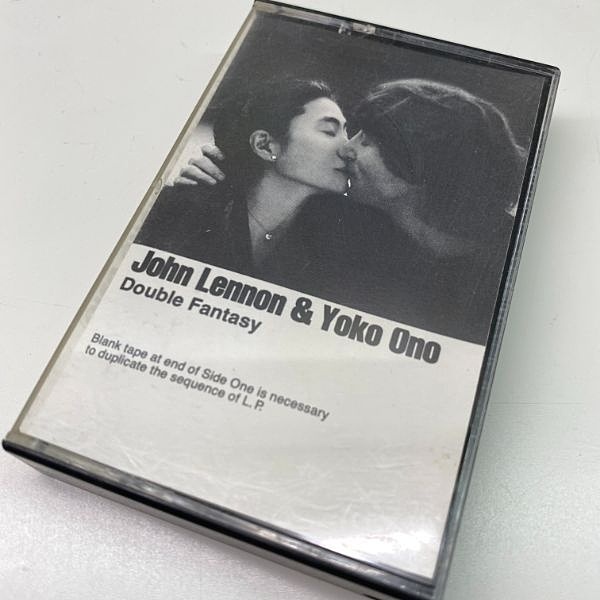 John Lennon & Yoko Ono
Double Fantasy
Blank tape at end of Side One is necessary
to duplicate the sequence of L.P.